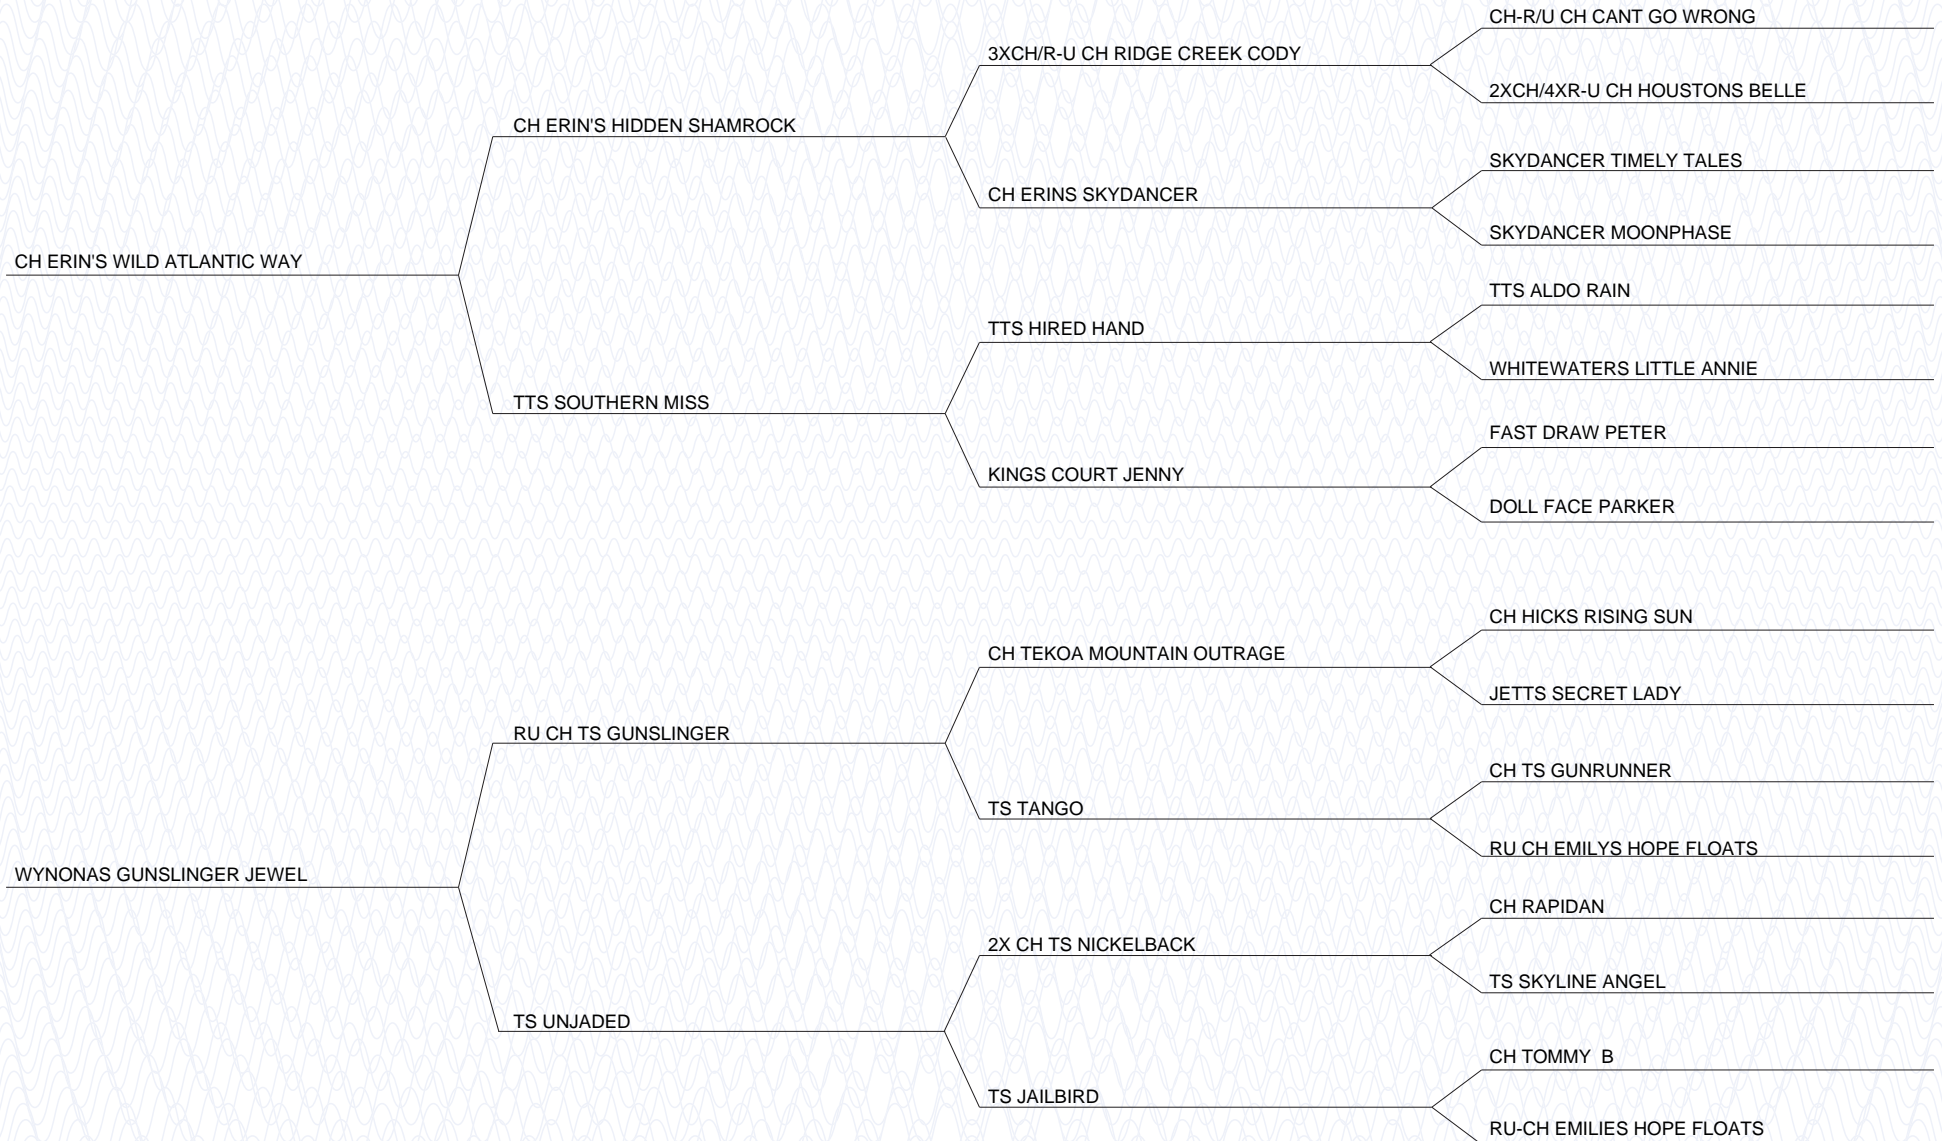 CH-R/U CH CANT GO WRONG
3XCH/R-U CH RIDGE CREEK CODY
2XCH/4XR-U CH HOUSTONS BELLE
CH ERIN'S HIDDEN SHAMROCK
SKYDANCER TIMELY TALES
CH ERINS SKYDANCER
SKYDANCER MOONPHASE
CH ERIN'S WILD ATLANTIC WAY
TTS ALDO RAIN
TTS HIRED HAND
WHITEWATERS LITTLE ANNIE
TTS SOUTHERN MISS
FAST DRAW PETER
KINGS COURT JENNY
DOLL FACE PARKER
CH HICKS RISING SUN
CH TEKOA MOUNTAIN OUTRAGE
JETTS SECRET LADY
RU CH TS GUNSLINGER
CH TS GUNRUNNER
TS TANGO
RU CH EMILYS HOPE FLOATS
WYNONAS GUNSLINGER JEWEL
CH RAPIDAN
2X CH TS NICKELBACK
TS SKYLINE ANGEL
TS UNJADED
CH TOMMY  B
TS JAILBIRD
RU-CH EMILIES HOPE FLOATS